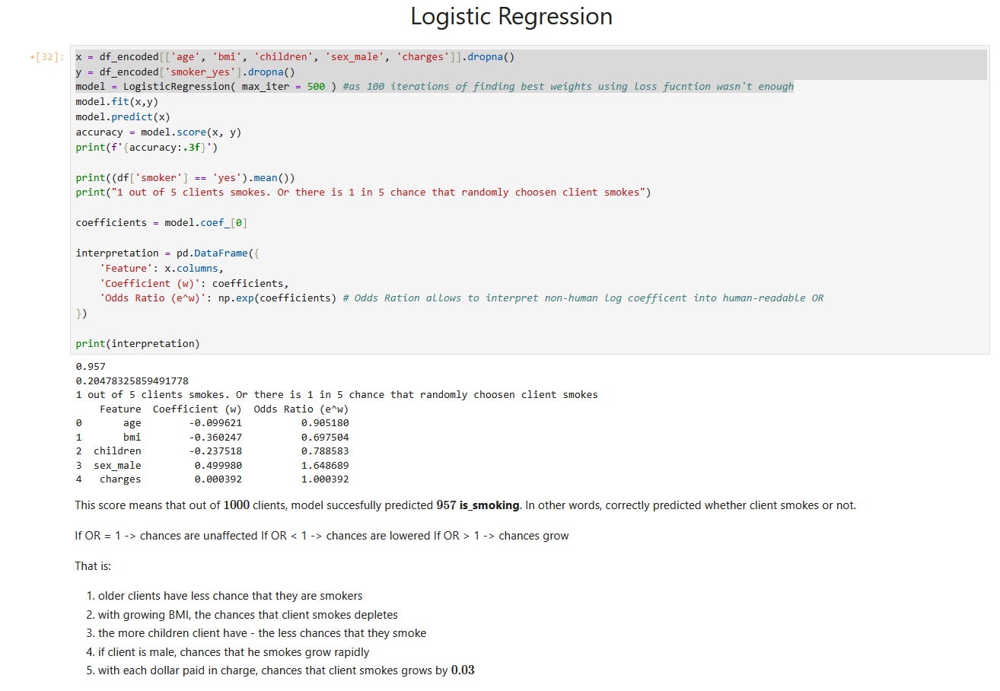 Logistic Regression
•[32]:
x = df_encoded[['age', 'bmi', 'children', 'sex_male', 'charges']].dropna()
y = df_encoded['smoker_yes'].dropna()
model = LogisticRegression( max_iter = 500 ) #as 100 iterations of finding best weights using loss fucntion wasn't enough
model.fit(x,y)
model.predict(x)
accuracy = model.score(x, y)
print(f'{accuracy:.3f}')
print((df['smoker'] == 'yes').mean())
print("1 out of 5 clients smokes. Or there is 1 in 5 chance that randomly choosen client smokes")
coefficients = model.coef_[0]
interpretation = pd.DataFrame({
    'Feature': x.columns,
    'Coefficient (w)': coefficients,
    'Odds Ratio (e^w)': np.exp(coefficients) # Odds Ration allows to interpret non-human log coefficent into human-readable OR
})
print(interpretation)
0.957
0.20478325859491778
1 out of 5 clients smokes. Or there is 1 in 5 chance that randomly choosen client smokes
Feature Coefficient (w) Odds Ratio (e^w)
0 age -0.099621 0.905180
1 bmi -0.360247 0.697504
2 children -0.237518 0.788583
3 sex_male 0.499980 1.648689
4 charges 0.000392 1.000392
This score means that out of 1000 clients, model succesfully predicted 957 is_smoking. In other words, correctly predicted whether client smokes or not.
If OR = 1 -> chances are unaffected If OR < 1 -> chances are lowered If OR > 1 -> chances grow
That is:
1. older clients have less chance that they are smokers
2. with growing BMI, the chances that client smokes depletes
3. the more children client have - the less chances that they smoke
4. if client is male, chances that he smokes grow rapidly
5. with each dollar paid in charge, chances that client smokes grows by 0.03